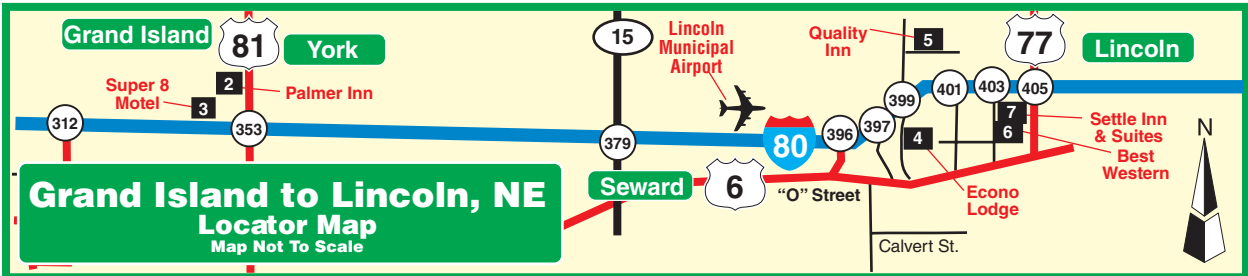 Grand Island
81
York
15
Lincoln
Municipal
Airport
Quality
Inn
5
77
Lincoln
Super 8
Motel
3
2
Palmer Inn
312
353
379
80
396
397
399
401
403
405
4
7
6
Settle Inn
& Suites
Best
Western
Econo
Lodge
N
Seward
6
“O” Street
Calvert St.
Grand Island to Lincoln, NE
Locator Map
Map Not To Scale